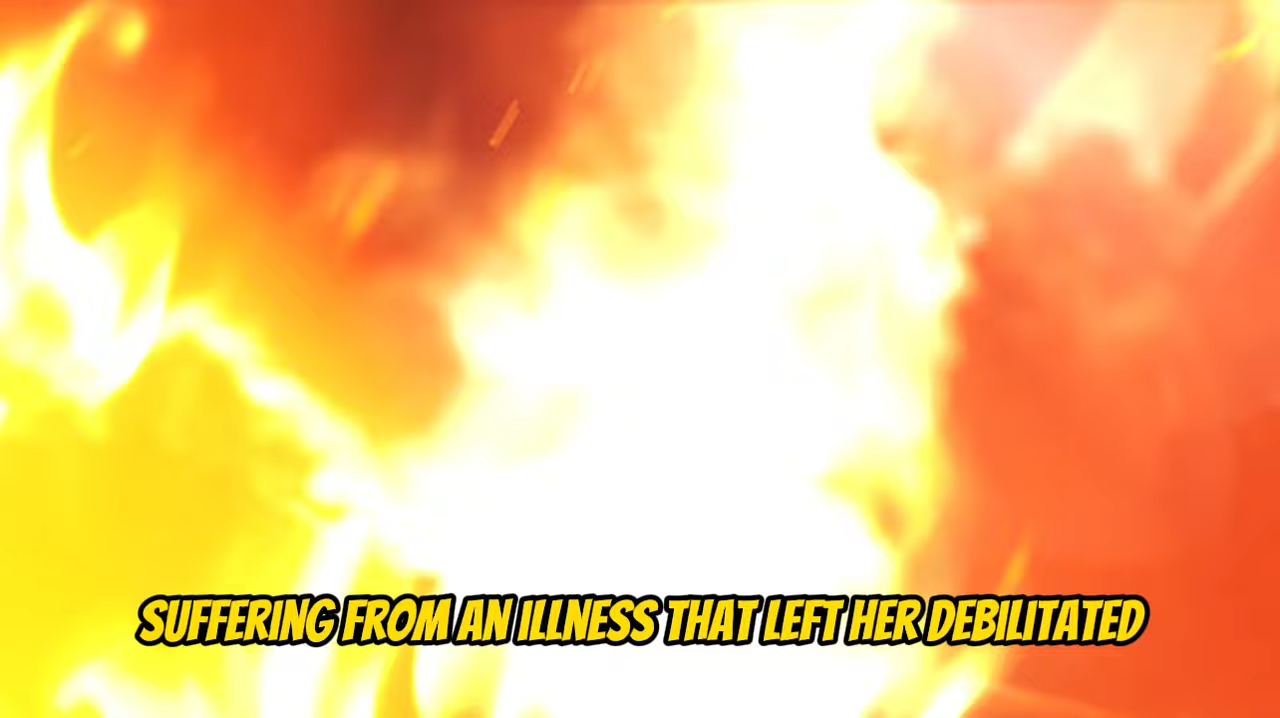 SUFFERING FROM AN ILLNESS THAT LEFT HER DEBILITATED